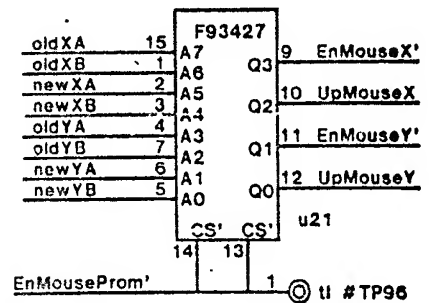 F93427
oldXA 15 A7
oldXB 1 A6 Q3 9 EnMouseX'
newXA 2 A5
newXB 3 A4 Q2 10 UpMouseX
oldYA 4 A3
oldYB 7 A2 Q1 11 EnMouseY'
newYA 6 A1
newYB 5 A0 Q0 12 UpMouseY
CS' CS' u21
14 13
EnMouseProm' 1 tl #TP96